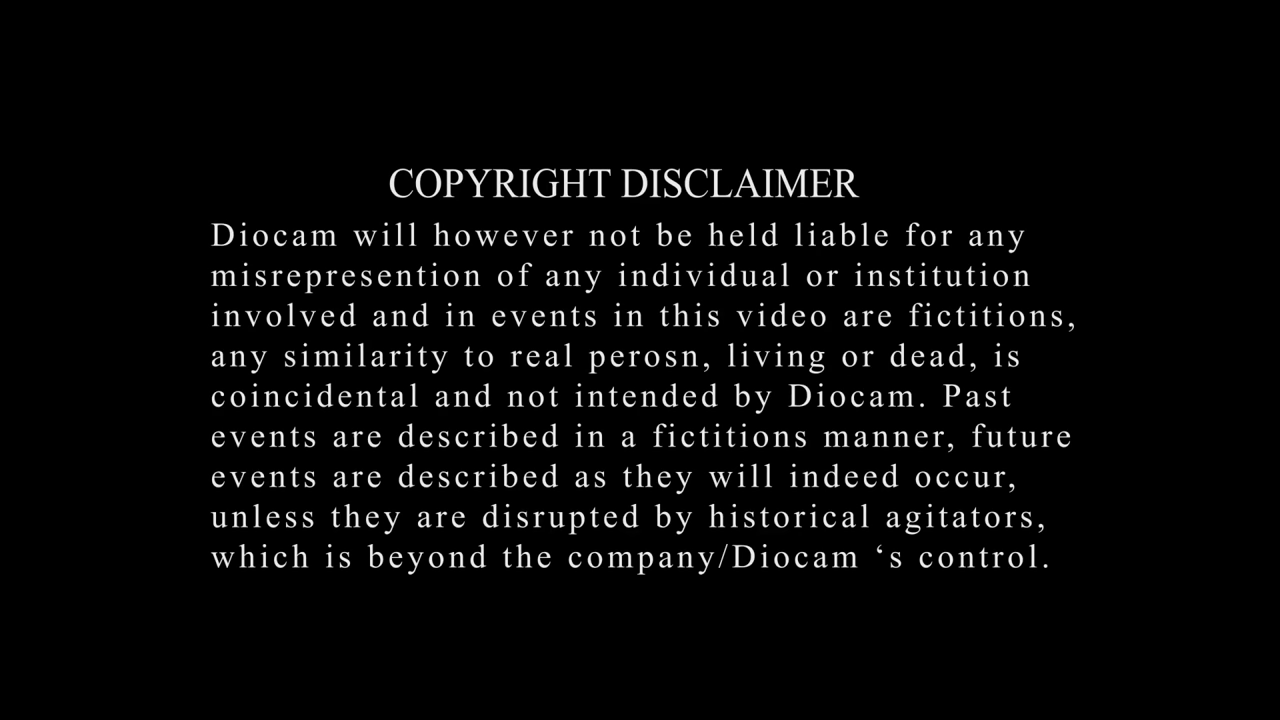 COPYRIGHT DISCLAIMER
Diocam will however not be held liable for any
misrepresention of any individual or institution
involved and in events in this video are fictitions,
any similarity to real perosn, living or dead, is
coincidental and not intended by Diocam. Past
events are described in a fictitions manner, future
events are described as they will indeed occur,
unless they are disrupted by historical agitators,
which is beyond the company/Diocam ‘s control.